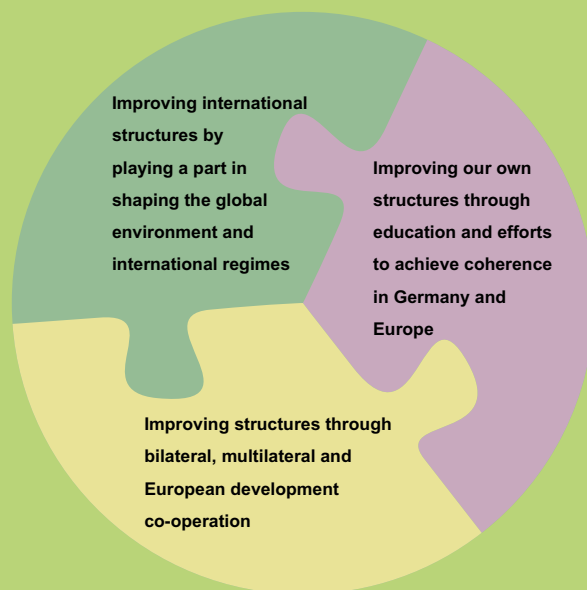 Improving international
structures by
playing a part in
shaping the global
environment and
international regimes
Improving our own
structures through
education and efforts
to achieve coherence
in Germany and
Europe
Improving structures through
bilateral, multilateral and
European development
co-operation